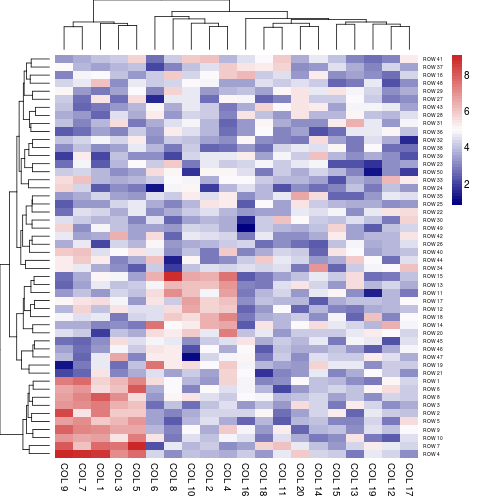 ROW 41
ROW 37
ROW 16
ROW 48
ROW 29
ROW 27
ROW 43
ROW 28
ROW 31
ROW 36
ROW 32
ROW 38
ROW 39
ROW 23
ROW 50
ROW 33
ROW 24
ROW 35
ROW 25
ROW 22
ROW 30
ROW 49
ROW 42
ROW 26
ROW 40
ROW 44
ROW 34
ROW 15
ROW 13
ROW 11
ROW 17
ROW 12
ROW 18
ROW 14
ROW 20
ROW 45
ROW 46
ROW 47
ROW 19
ROW 21
ROW 1
ROW 6
ROW 8
ROW 3
ROW 2
ROW 5
ROW 9
ROW 10
ROW 7
ROW 4
8
6
4
2
COL 9
COL 7
COL 1
COL 3
COL 5
COL 6
COL 8
COL 10
COL 2
COL 4
COL 16
COL 18
COL 11
COL 20
COL 14
COL 15
COL 13
COL 19
COL 12
COL 17